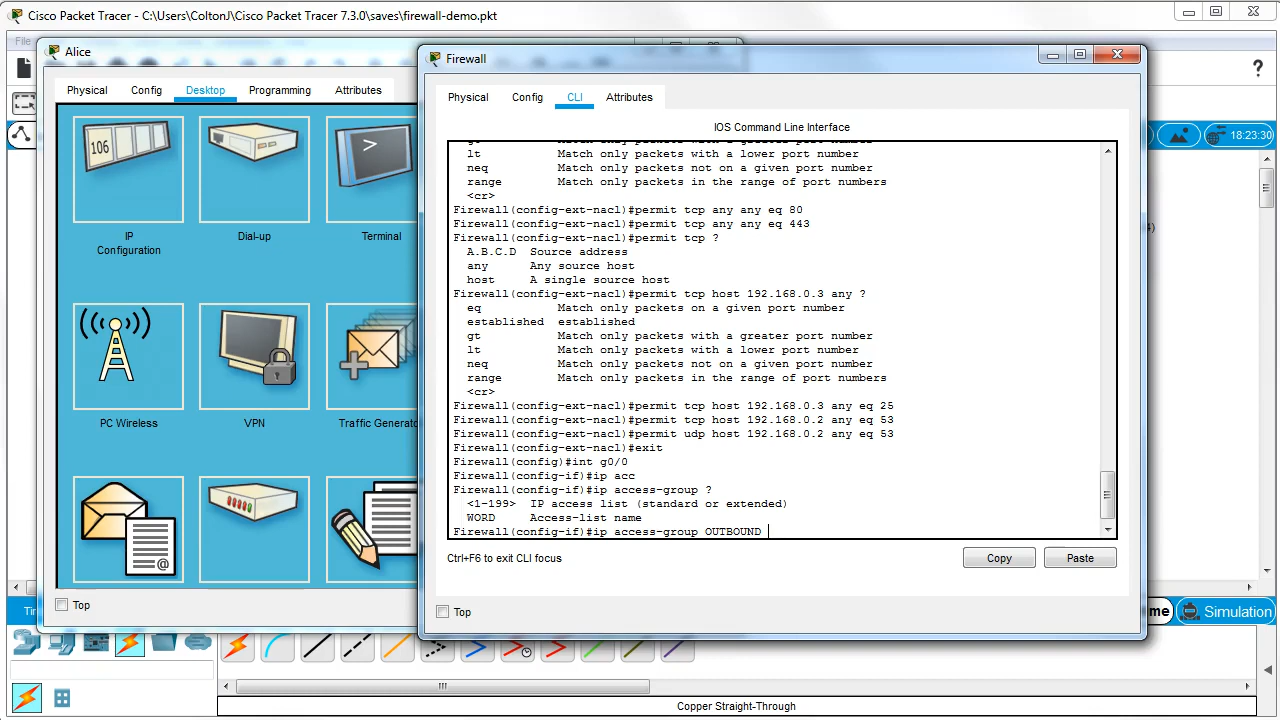 Cisco Packet Tracer - C:\Users\ColtonJ\Cisco Packet Tracer 7.3.0\saves\firewall-demo.pkt
File
Alice
Physical Config Desktop Programming Attributes
106
IP Configuration
Dial-up
Terminal
PC Wireless
VPN
Traffic Generato
@
Top
Firewall
Physical Config CLI Attributes
IOS Command Line Interface
gt Match only packets with a greater port number
lt Match only packets with a lower port number
neq Match only packets not on a given port number
range Match only packets in the range of port numbers
<cr>
Firewall(config-ext-nacl)#permit tcp any any eq 80
Firewall(config-ext-nacl)#permit tcp any any eq 443
Firewall(config-ext-nacl)#permit tcp ?
A.B.C.D Source address
any Any source host
host A single source host
Firewall(config-ext-nacl)#permit tcp host 192.168.0.3 any ?
eq Match only packets on a given port number
established established
gt Match only packets with a greater port number
lt Match only packets with a lower port number
neq Match only packets not on a given port number
range Match only packets in the range of port numbers
<cr>
Firewall(config-ext-nacl)#permit tcp host 192.168.0.3 any eq 25
Firewall(config-ext-nacl)#permit tcp host 192.168.0.2 any eq 53
Firewall(config-ext-nacl)#permit udp host 192.168.0.2 any eq 53
Firewall(config-ext-nacl)#exit
Firewall(config)#int g0/0
Firewall(config-if)#ip acc
Firewall(config-if)#ip access-group ?
<1-199> IP access list (standard or extended)
WORD Access-list name
Firewall(config-if)#ip access-group OUTBOUND
Ctrl+F6 to exit CLI focus
Copy Paste
Top
?
18:23:30
4)
Tir
me Simulation
Copper Straight-Through